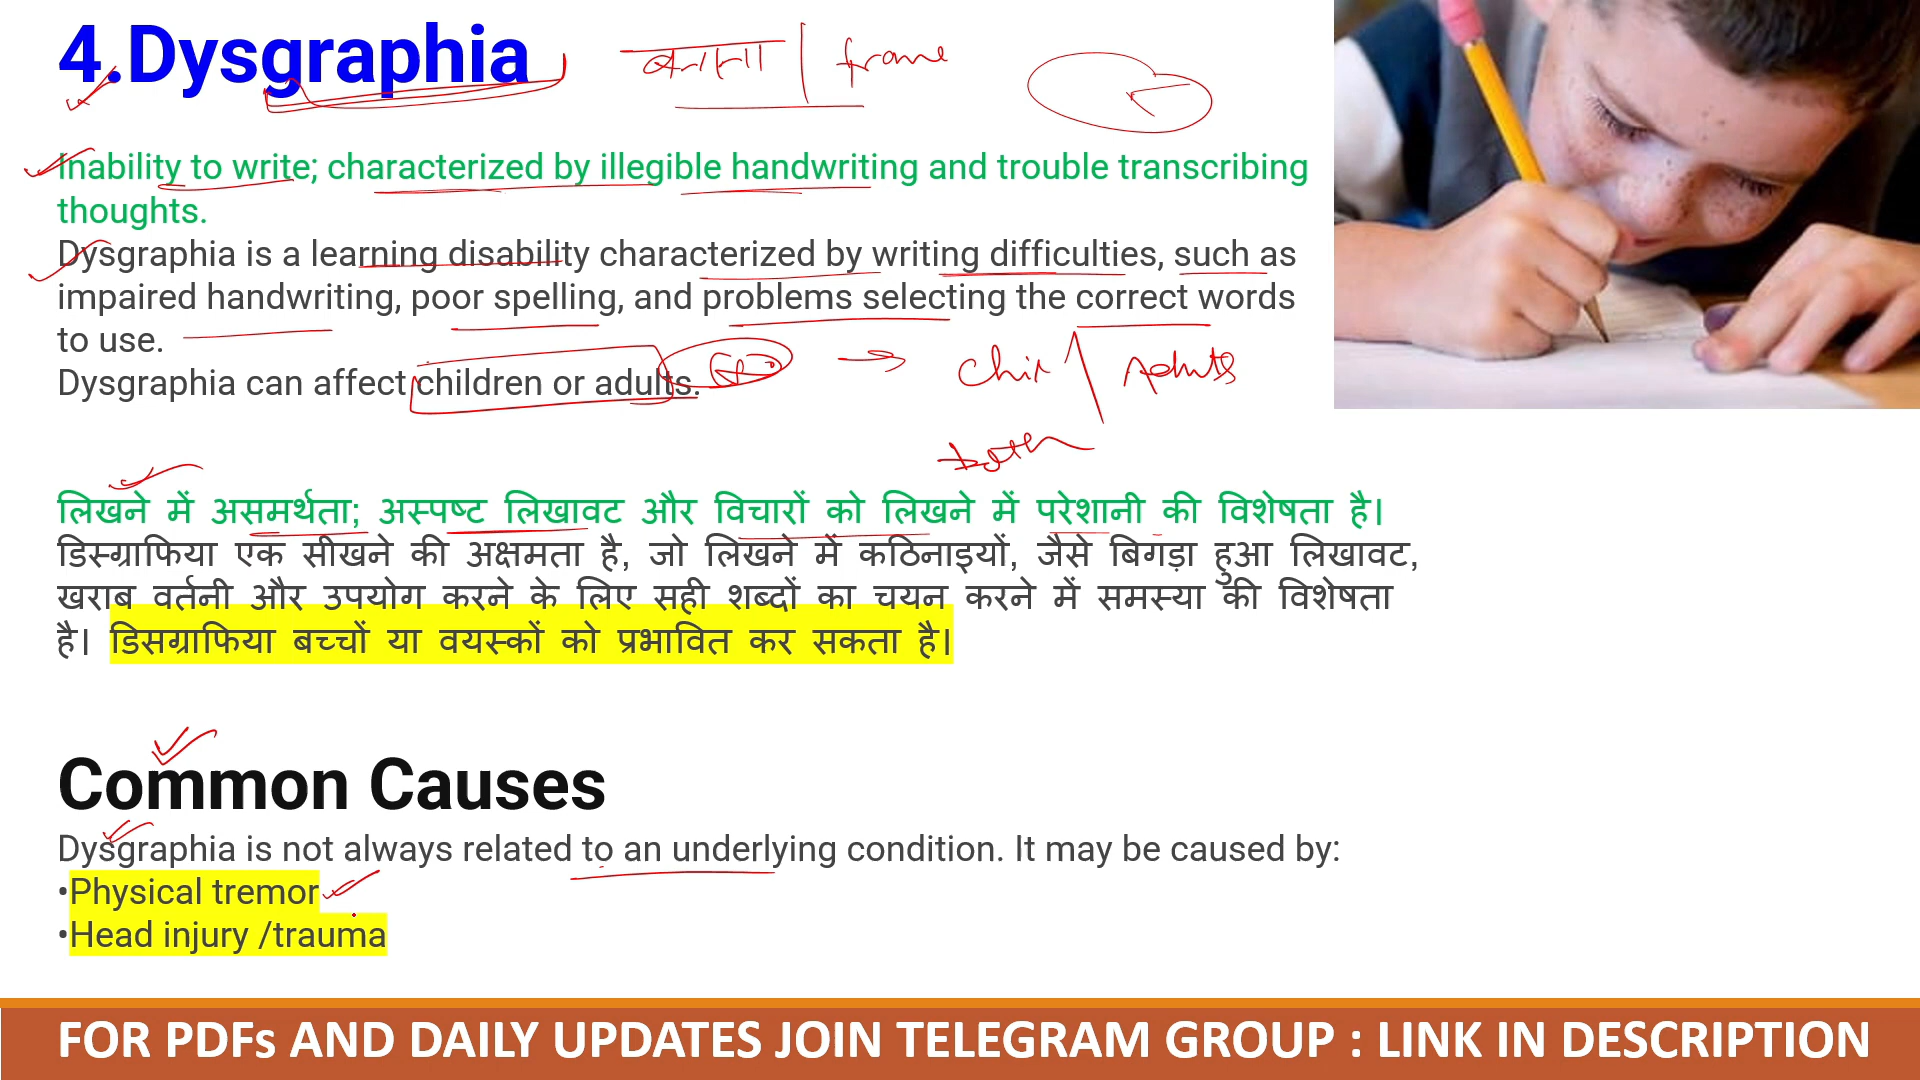 4.Dysgraphia
frame
Inability to write; characterized by illegible handwriting and trouble transcribing
thoughts.
Dysgraphia is a learning disability characterized by writing difficulties, such as
impaired handwriting, poor spelling, and problems selecting the correct words
to use.
Dysgraphia can affect children or adults.
Adults
both
लिखने में असमर्थता; अस्पष्ट लिखावट और विचारों को लिखने में परेशानी की विशेषता है।
डिस्ग्राफिया एक सीखने की अक्षमता है, जो लिखने में कठिनाइयों, जैसे बिगड़ा हुआ लिखावट,
खराब वर्तनी और उपयोग करने के लिए सही शब्दों का चयन करने में समस्या की विशेषता
है। डिसग्राफिया बच्चों या वयस्कों को प्रभावित कर सकता है।
Common Causes
Dysgraphia is not always related to an underlying condition. It may be caused by:
•Physical tremor
•Head injury /trauma
FOR PDFs AND DAILY UPDATES JOIN TELEGRAM GROUP : LINK IN DESCRIPTION